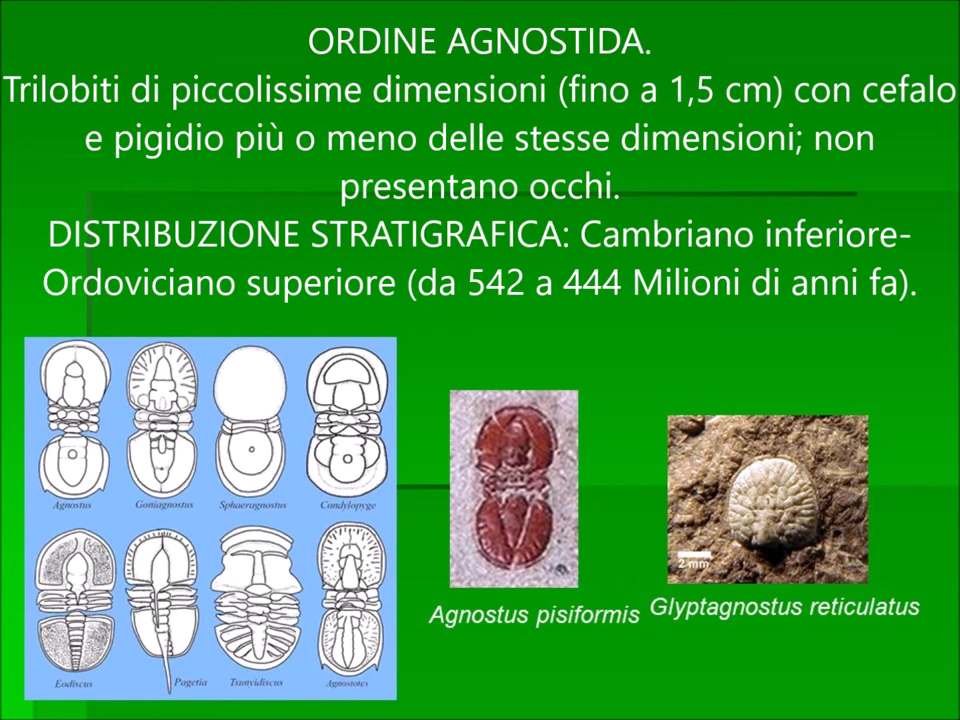 ORDINE AGNOSTIDA.
Trilobiti di piccolissime dimensioni (fino a 1,5 cm) con cefalo
e pigidio più o meno delle stesse dimensioni; non
presentano occhi.
DISTRIBUZIONE STRATIGRAFICA: Cambriano inferiore-
Ordoviciano superiore (da 542 a 444 Milioni di anni fa).
Agnostus Goniagnostus Sphaeragnostus Condylopyge
Eodiscus Pagetia Tsunyidiscus Agnostotes
Agnostus pisiformis
2 mm
Glyptagnostus reticulatus